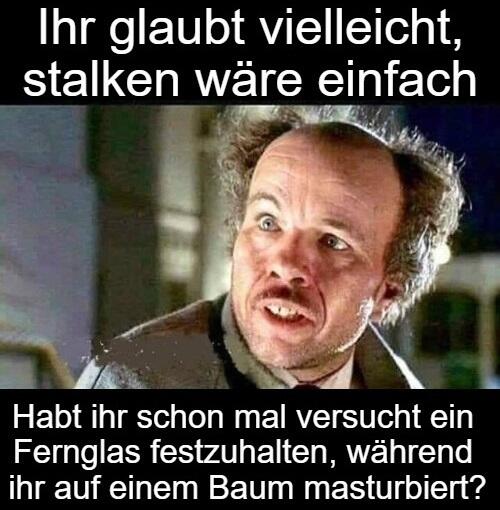 Ihr glaubt vielleicht,
stalken wäre einfach
Habt ihr schon mal versucht ein
Fernglas festzuhalten, während
ihr auf einem Baum masturbiert?